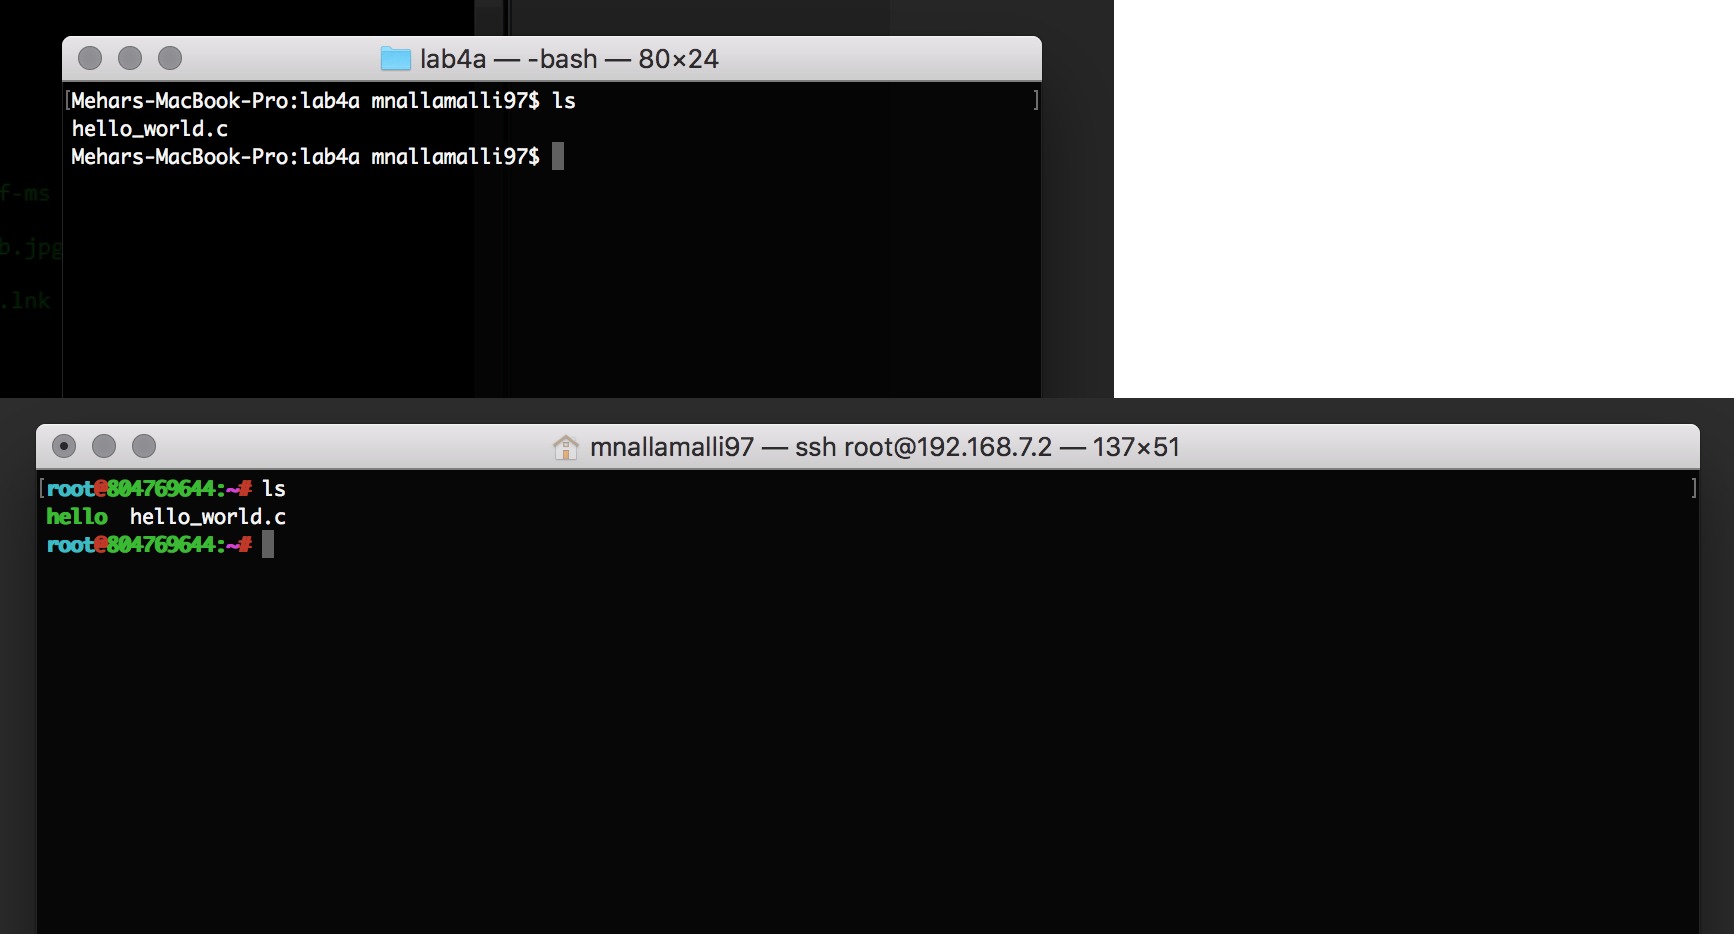 lab4a — -bash — 80×24
[Mehars-MacBook-Pro:lab4a mnallamalli97$ ls ]
hello_world.c
Mehars-MacBook-Pro:lab4a mnallamalli97$
f-ms
b.jpg
.lnk
mnallamalli97 — ssh root@192.168.7.2 — 137×51
[root@804769644:~# ls ]
hello  hello_world.c
root@804769644:~#